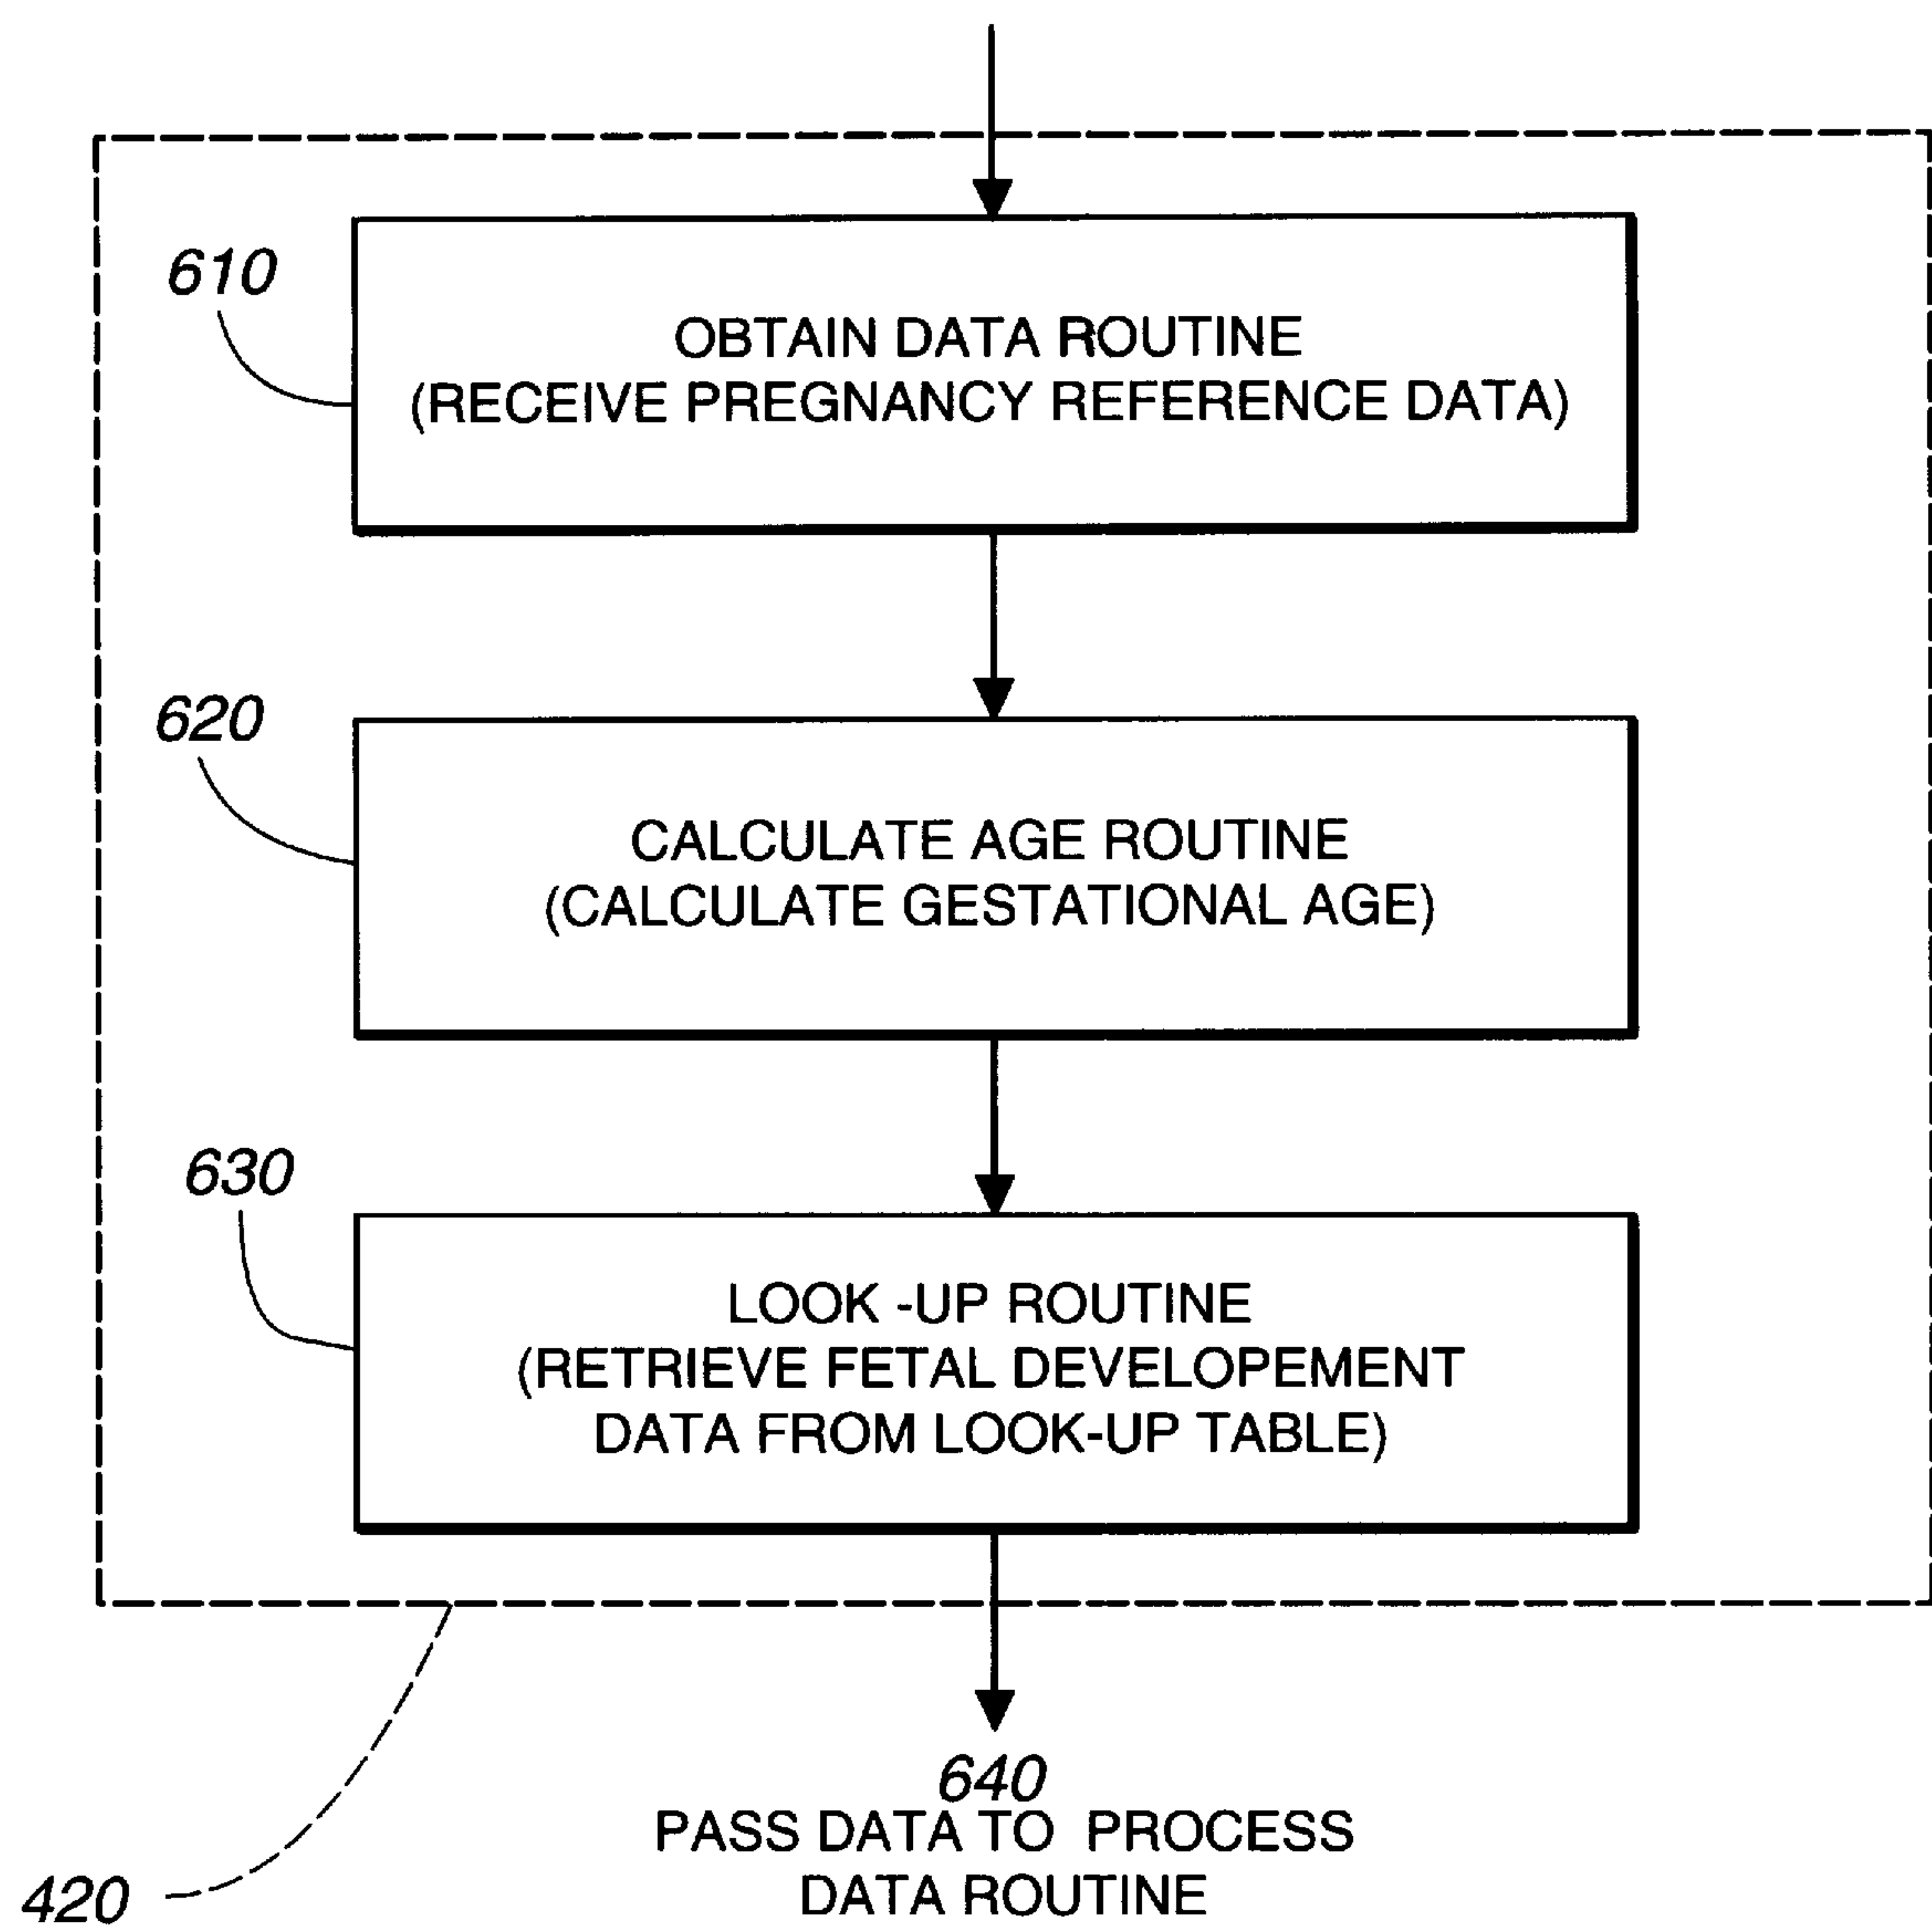 610
OBTAIN DATA ROUTINE
(RECEIVE PREGNANCY REFERENCE DATA)
620
CALCULATE AGE ROUTINE
(CALCULATE GESTATIONAL AGE)
630
LOOK -UP ROUTINE
(RETRIEVE FETAL DEVELOPEMENT
DATA FROM LOOK-UP TABLE)
640
PASS DATA TO PROCESS
DATA ROUTINE
420